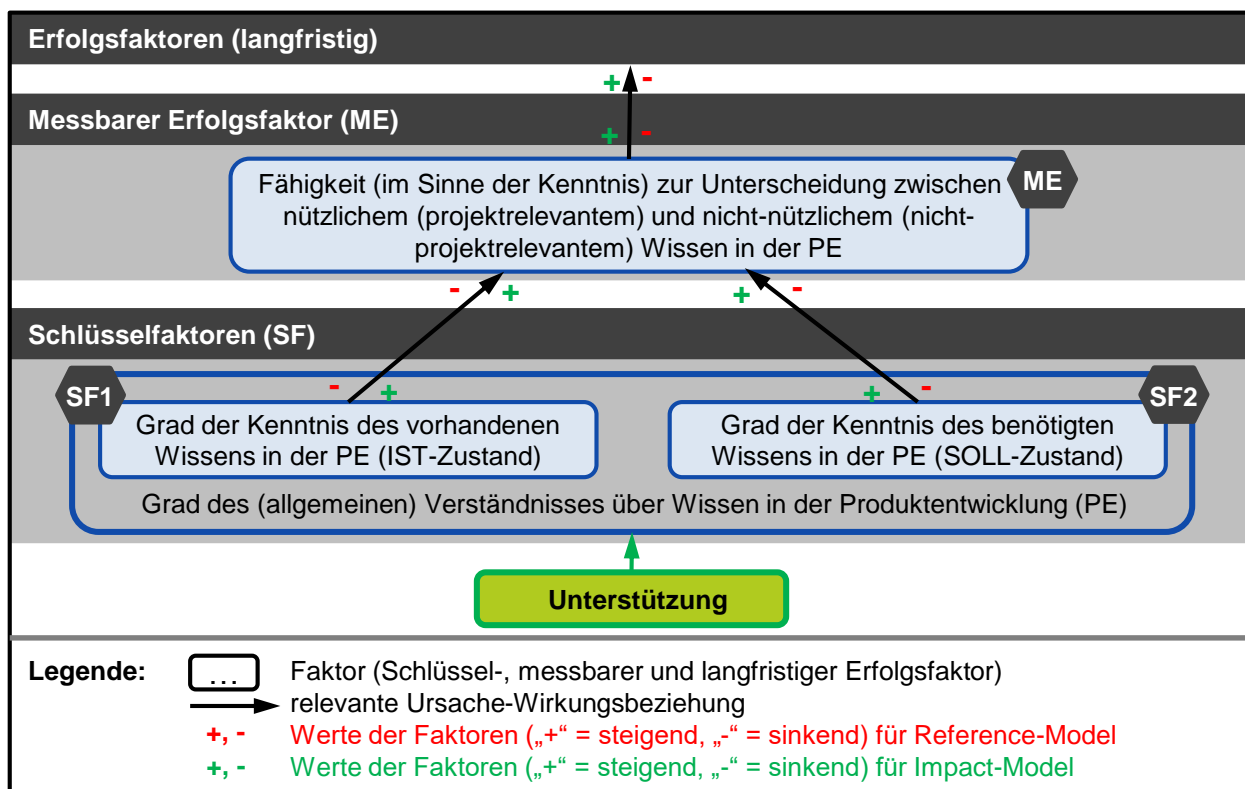 Erfolgsfaktoren (langfristig)
+ -
Messbarer Erfolgsfaktor (ME)
+ -
ME
Fähigkeit (im Sinne der Kenntnis) zur Unterscheidung zwischen
nützlichem (projektrelevantem) und nicht-nützlichem (nicht-
projektrelevantem) Wissen in der PE
- + + -
Schlüsselfaktoren (SF)
SF1 - + + - SF2
Grad der Kenntnis des vorhandenen
Wissens in der PE (IST-Zustand)
Grad der Kenntnis des benötigten
Wissens in der PE (SOLL-Zustand)
Grad des (allgemeinen) Verständnisses über Wissen in der Produktentwicklung (PE)
Unterstützung
Legende: ... Faktor (Schlüssel-, messbarer und langfristiger Erfolgsfaktor)
relevante Ursache-Wirkungsbeziehung
+, - Werte der Faktoren („+“ = steigend, „-“ = sinkend) für Reference-Model
+, - Werte der Faktoren („+“ = steigend, „-“ = sinkend) für Impact-Model